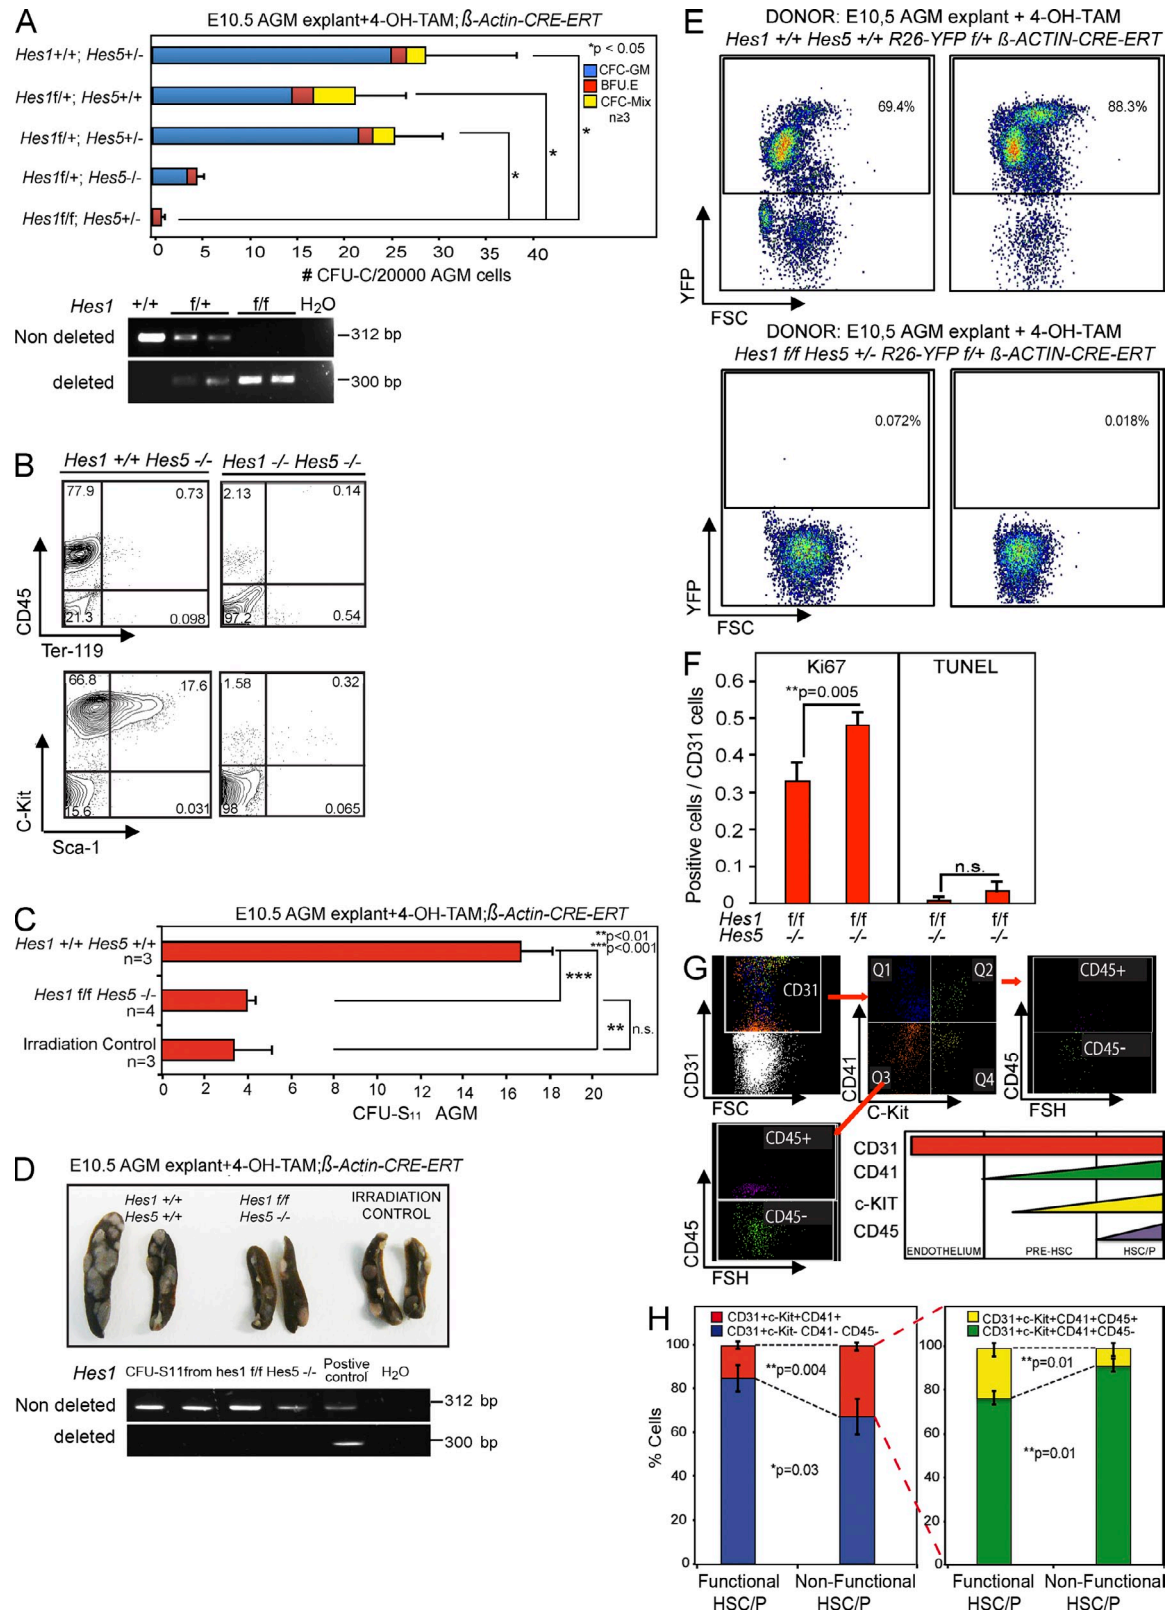 A
E10.5 AGM explant+4-OH-TAM; ß-Actin-CRE-ERT
Hes1+/+; Hes5+/-
Hes1f/+; Hes5+/+
Hes1f/+; Hes5+/-
Hes1f/+; Hes5-/-
Hes1f/f; Hes5+/-
*p < 0.05
CFC-GM
BFU.E
CFC-Mix
n≥3
*
*
*
0 5 10 15 20 25 30 35 40
# CFU-C/20000 AGM cells
Hes1 +/+ f/+ f/f H2O
Non deleted 312 bp
deleted 300 bp
B
Hes1 +/+ Hes5 -/- Hes1 -/- Hes5 -/-
77.9 0.73 2.13 0.14
21.3 0.098 97.2 0.54
CD45
Ter-119
66.8 17.6 1.58 0.32
15.6 0.031 98 0.065
C-Kit
Sca-1
C
E10.5 AGM explant+4-OH-TAM;ß-Actin-CRE-ERT
Hes1 +/+ Hes5 +/+
n=3
Hes1 f/f Hes5 -/-
n=4
Irradiation Control
n=3
**p<0.01
***p<0.001
***
**
n.s.
0 2 4 6 8 10 12 14 16 18 20
CFU-S11 AGM
D
E10.5 AGM explant+4-OH-TAM;ß-Actin-CRE-ERT
Hes1 +/+ Hes1 f/f IRRADIATION
Hes5 +/+ Hes5 -/- CONTROL
Hes1 CFU-S11from hes1 f/f Hes5 -/- Postive control H2O
Non deleted 312 bp
deleted 300 bp
E
DONOR: E10,5 AGM explant + 4-OH-TAM
Hes1 +/+ Hes5 +/+ R26-YFP f/+ ß-ACTIN-CRE-ERT
69.4% 88.3%
YFP
FSC
DONOR: E10,5 AGM explant + 4-OH-TAM
Hes1 f/f Hes5 +/- R26-YFP f/+ ß-ACTIN-CRE-ERT
0.072% 0.018%
YFP
FSC
F
Ki67 TUNEL
**p=0.005
n.s.
Positive cells / CD31 cells
0.6
0.5
0.4
0.3
0.2
0.1
0
Hes1 f/f f/f f/f f/f
Hes5 -/- -/- -/- -/-
G
CD31
CD31
FSC
Q1 Q2
Q3 Q4
CD41
C-Kit
CD45+
CD45-
CD45
FSH
CD45+
CD45-
CD45
FSH
CD31
CD41
c-KIT
CD45
ENDOTHELIUM PRE-HSC HSC/P
H
CD31+c-Kit+CD41+
CD31+c-Kit- CD41- CD45-
CD31+c-Kit+CD41+CD45+
CD31+c-Kit+CD41+CD45-
% Cells
100
80
60
40
20
0
**p=0.004
*p=0.03
100
80
60
40
20
0
**p=0.01
**p=0.01
Functional HSC/P
Non-Functional HSC/P
Functional HSC/P
Non-Functional HSC/P